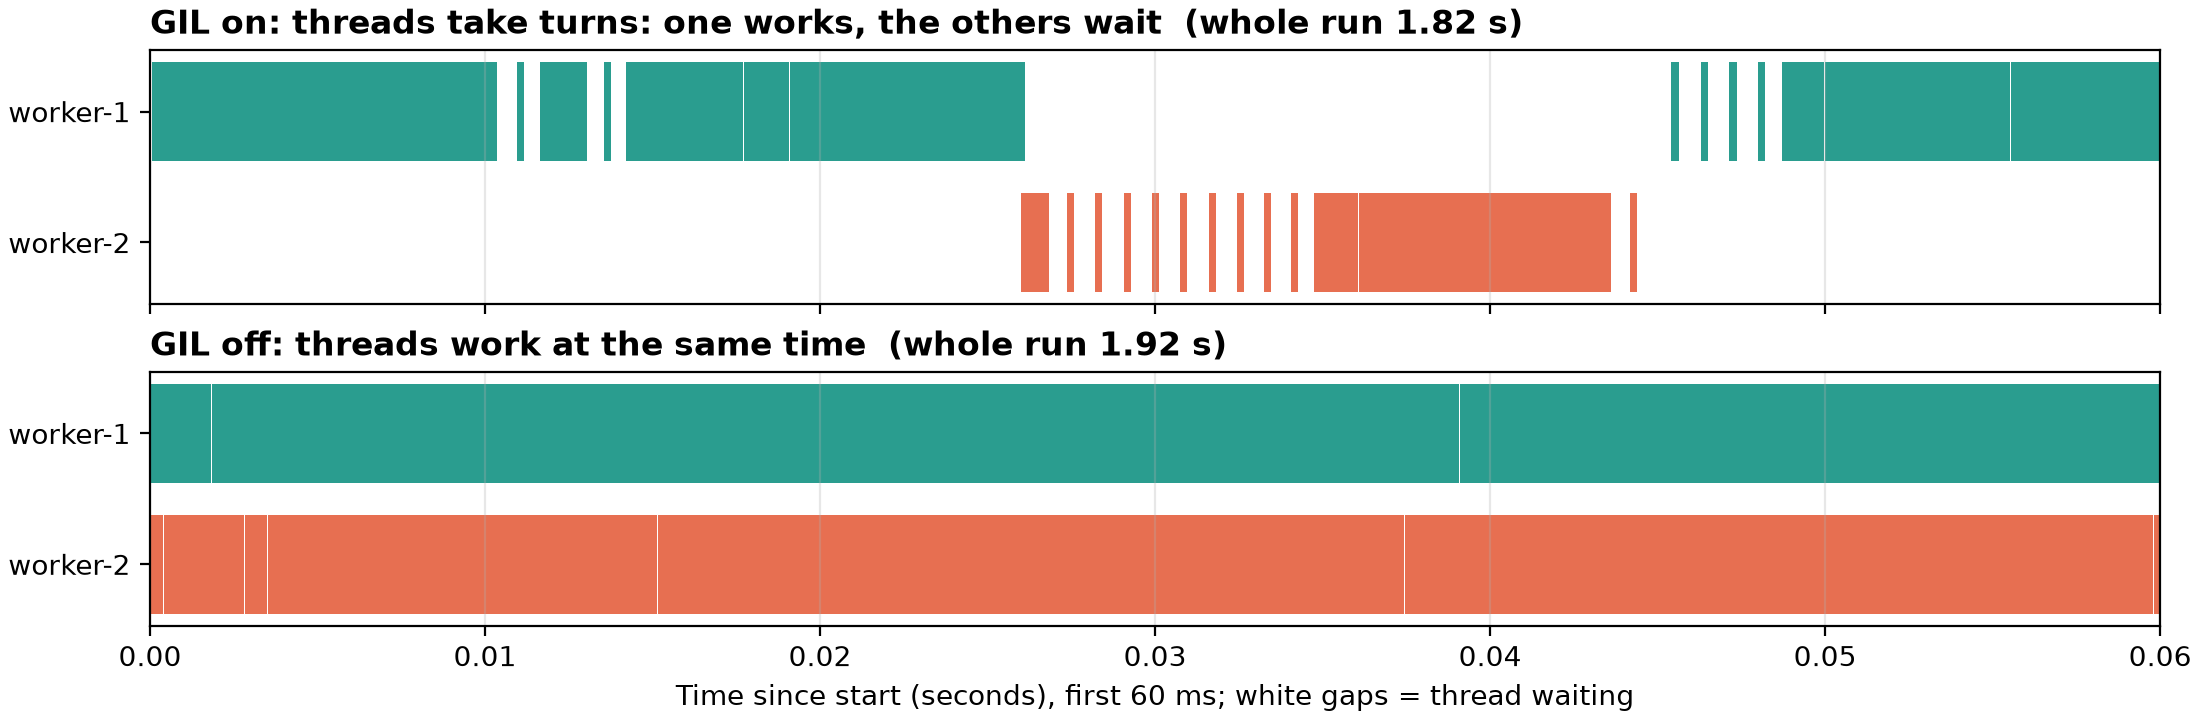 GIL on: threads take turns: one works, the others wait  (whole run 1.82 s)
worker-1
worker-2
GIL off: threads work at the same time  (whole run 1.92 s)
worker-1
worker-2
0.00 0.01 0.02 0.03 0.04 0.05 0.06
Time since start (seconds), first 60 ms; white gaps = thread waiting